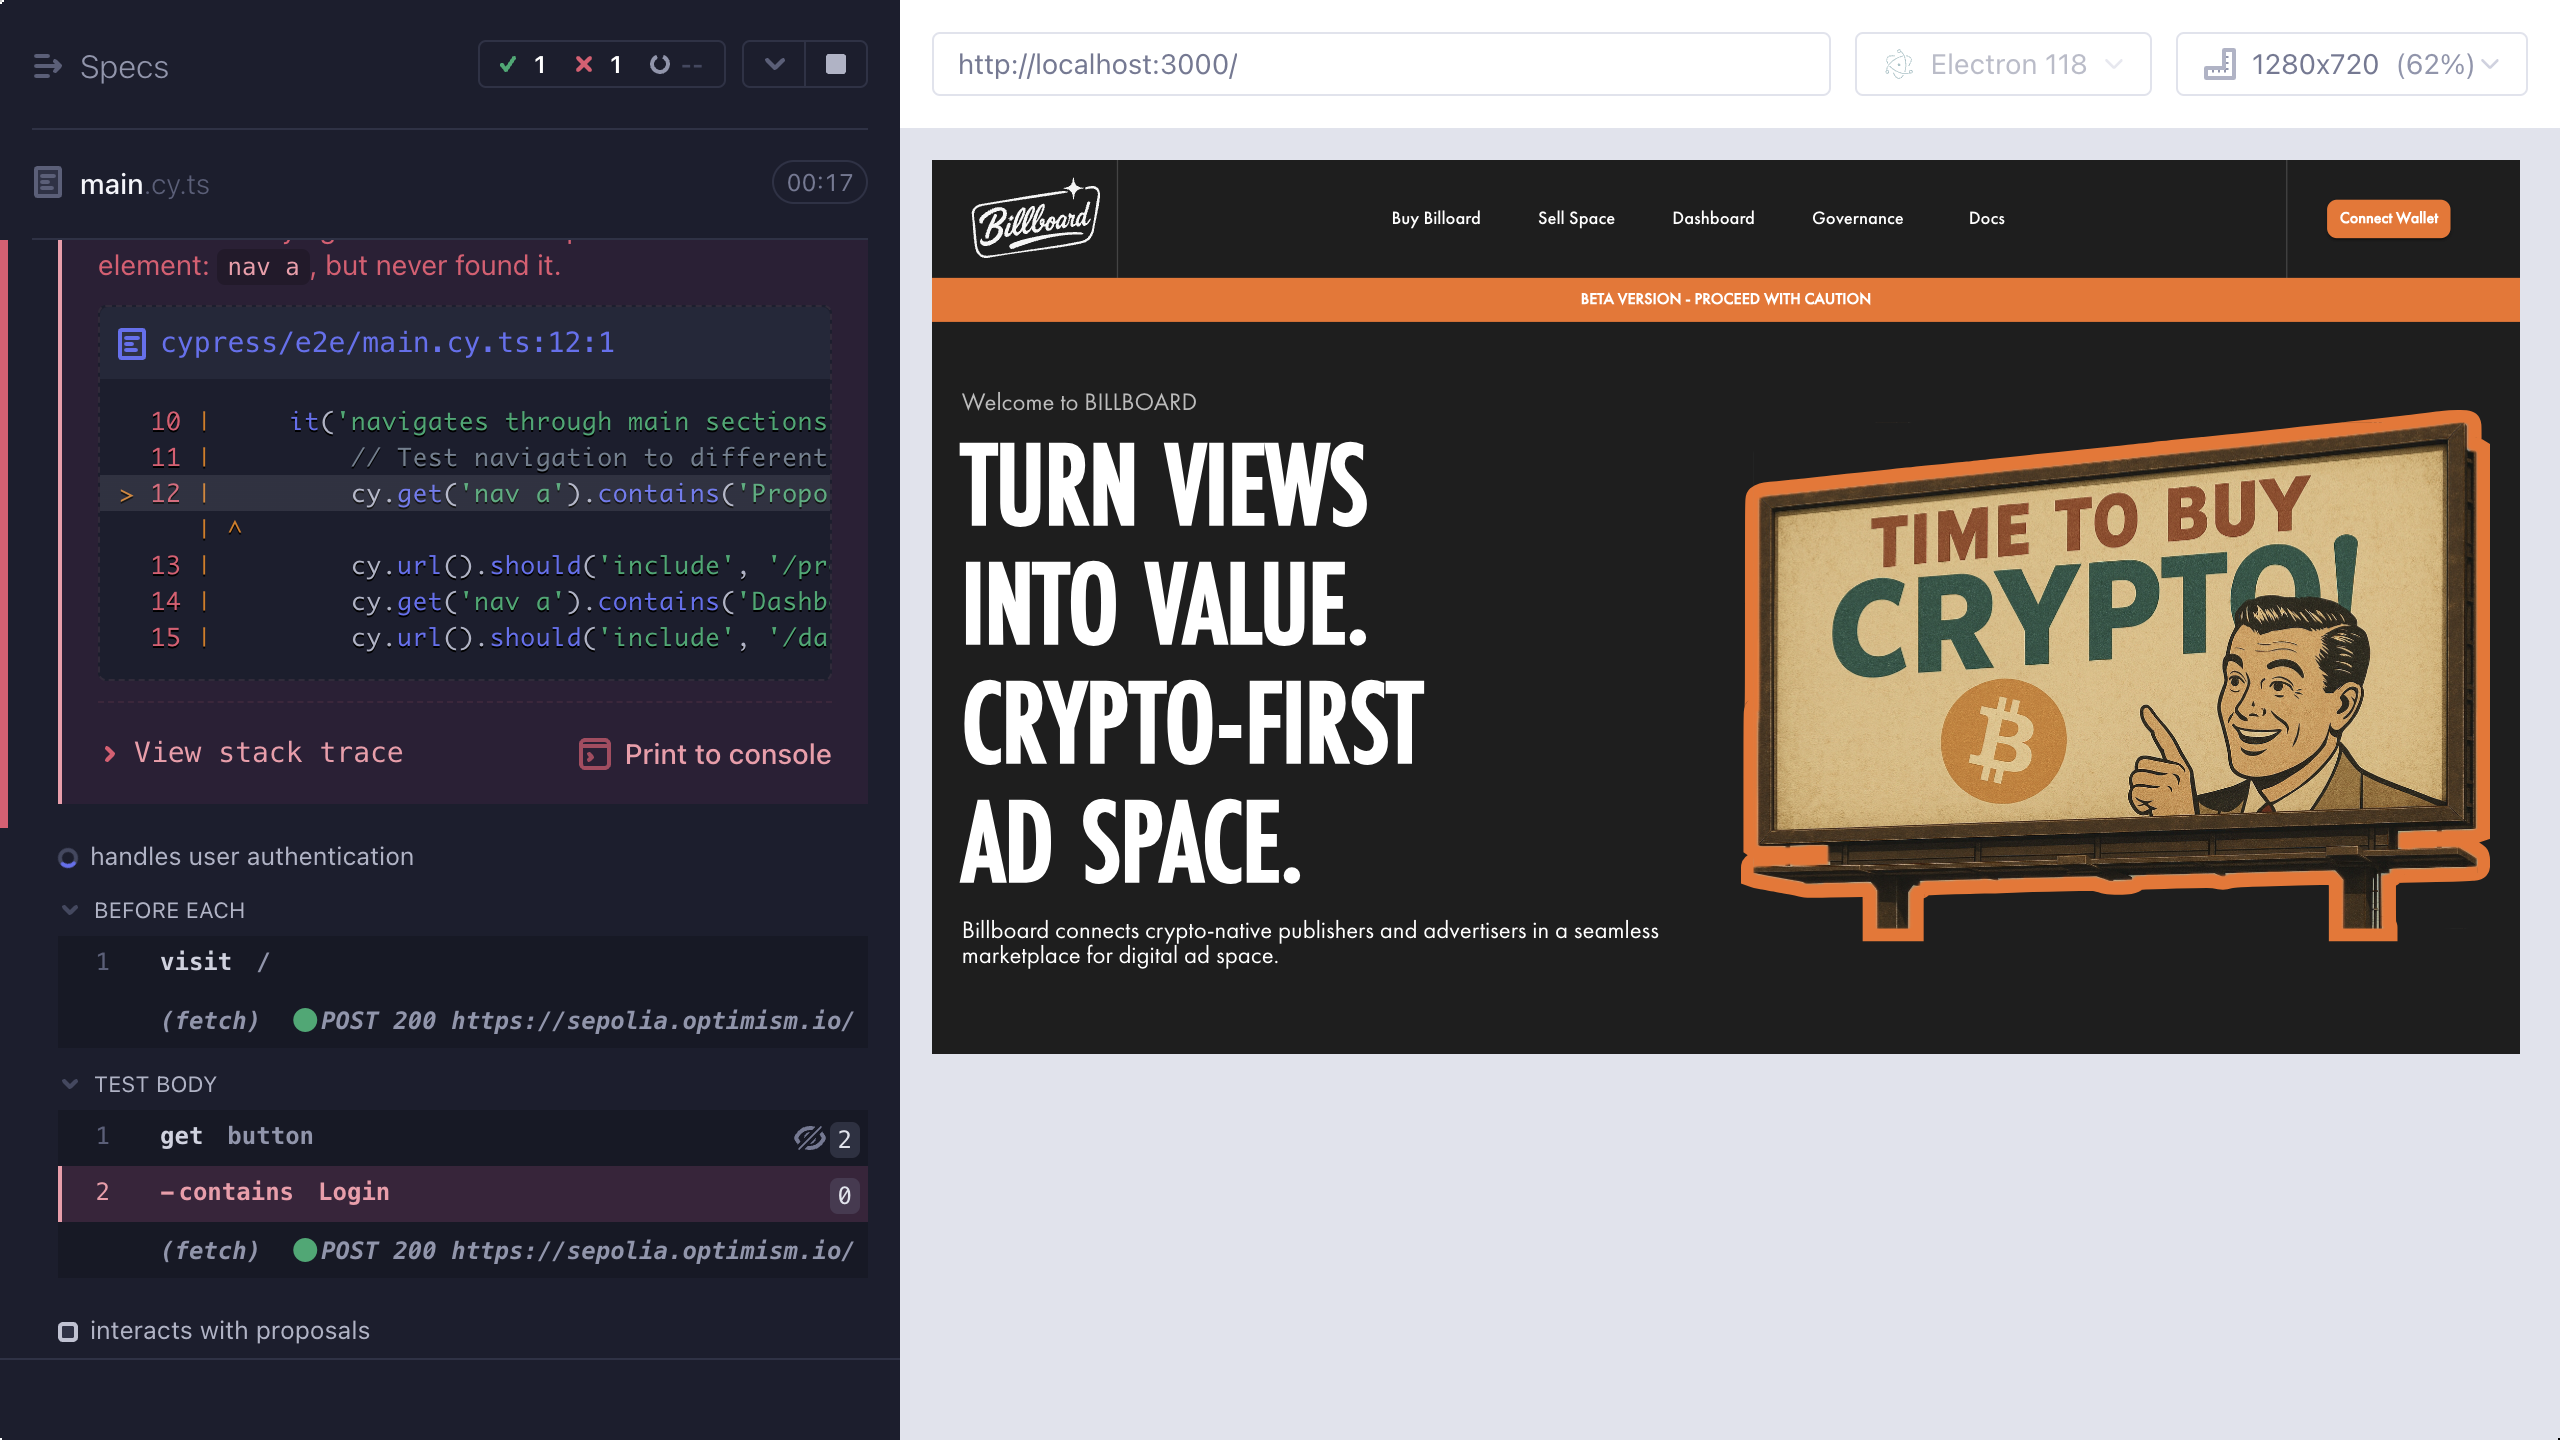 Specs
1
1
--
main.cy.ts
00:17
element: nav a, but never found it.
cypress/e2e/main.cy.ts:12:1
10 | it('navigates through main sections
11 | // Test navigation to different
> 12 | cy.get('nav a').contains('Propo
| ^
13 | cy.url().should('include', '/pr
14 | cy.get('nav a').contains('Dashb
15 | cy.url().should('include', '/da
View stack trace
Print to console
handles user authentication
BEFORE EACH
1 visit /
(fetch) POST 200 https://sepolia.optimism.io/
TEST BODY
1 get button 2
2 -contains Login 0
(fetch) POST 200 https://sepolia.optimism.io/
interacts with proposals
http://localhost:3000/
Electron 118
1280x720 (62%)
Billboard
Buy Billoard
Sell Space
Dashboard
Governance
Docs
Connect Wallet
BETA VERSION - PROCEED WITH CAUTION
Welcome to BILLBOARD
TURN VIEWS
INTO VALUE.
CRYPTO-FIRST
AD SPACE.
Billboard connects crypto-native publishers and advertisers in a seamless
marketplace for digital ad space.
TIME TO BUY
CRYPTO!